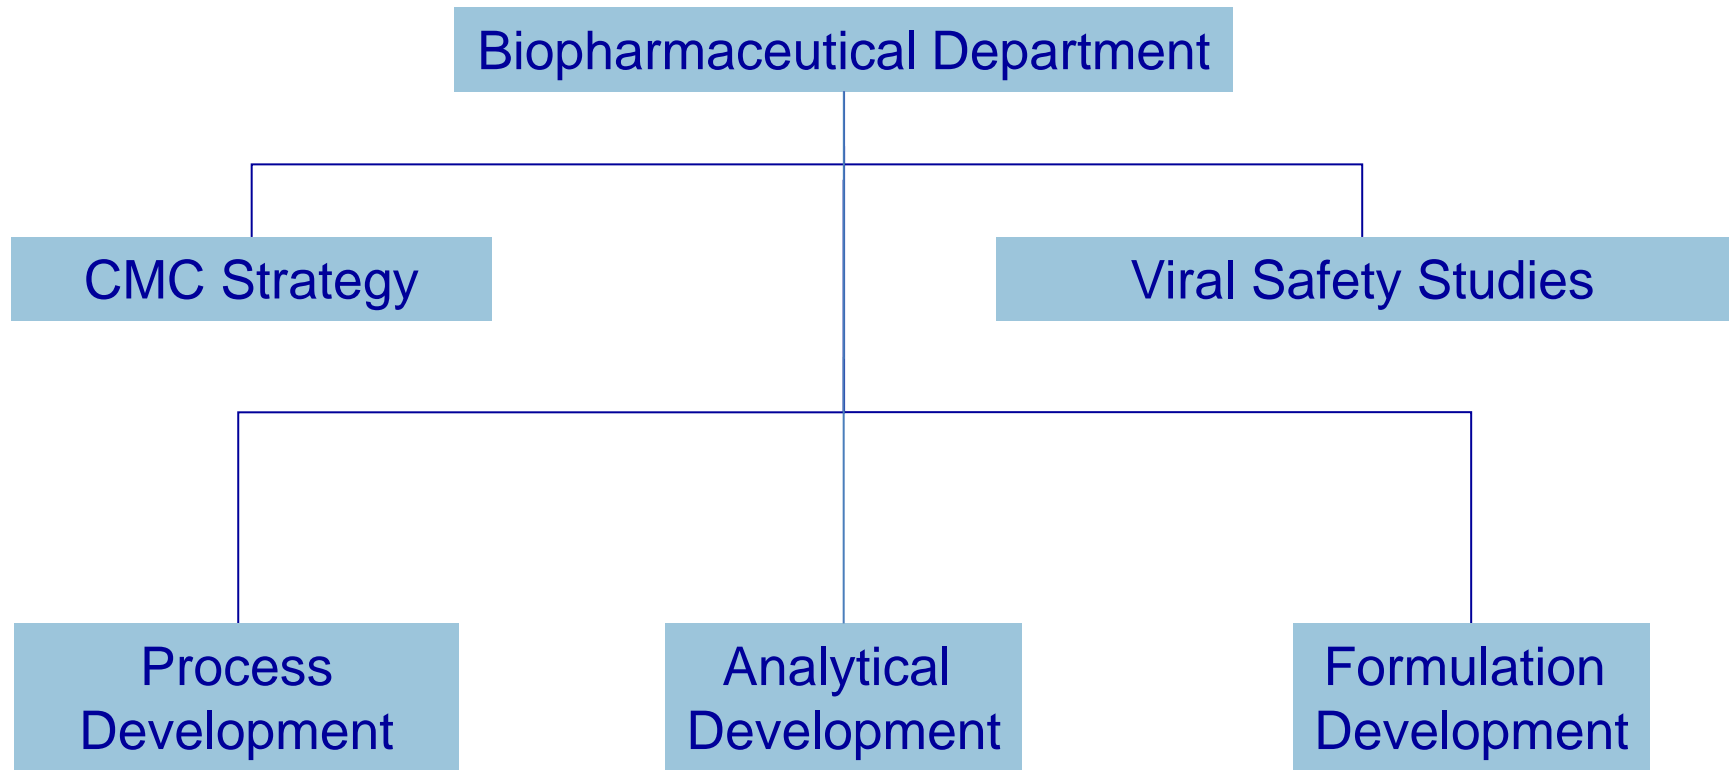 Biopharmaceutical Department
CMC Strategy
Viral Safety Studies
Process
Development
Analytical
Development
Formulation
Development